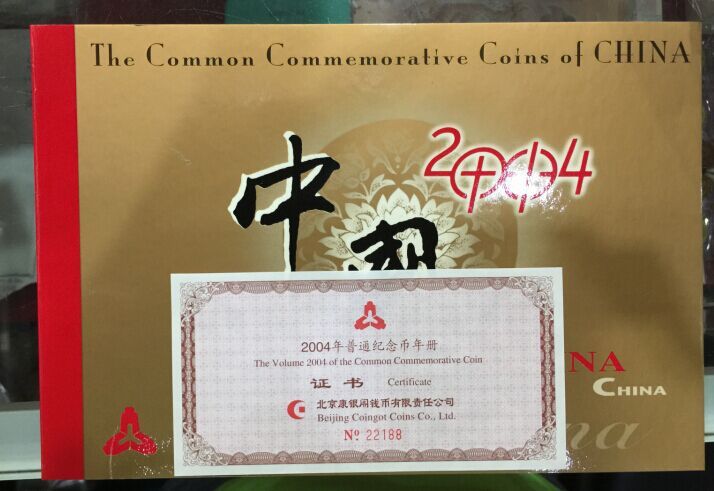 The Common Commemorative Coins of CHINA
2004
中国
2004年普通纪念币年册
The Volume 2004 of the Common Commemorative Coin
证书 Certificate
北京康银阁钱币有限责任公司
Beijing Coingot Coins Co., Ltd.
№ 22188
INA
CHINA
na